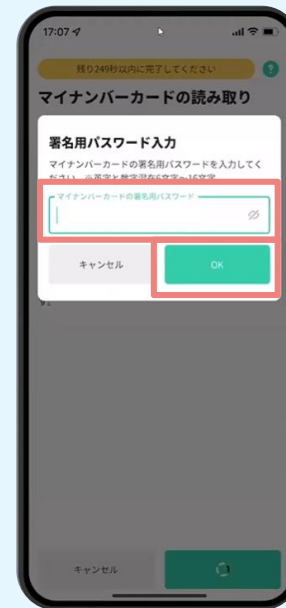 17:07
残り249秒以内に完了してください
?
マイナンバーカードの読み取り
署名用パスワード入力
マイナンバーカードの署名用パスワードを入力してく
ださい。※英字と数字混在6文字～16文字
マイナンバーカードの署名用パスワード
キャンセル
OK
す。
キャンセル